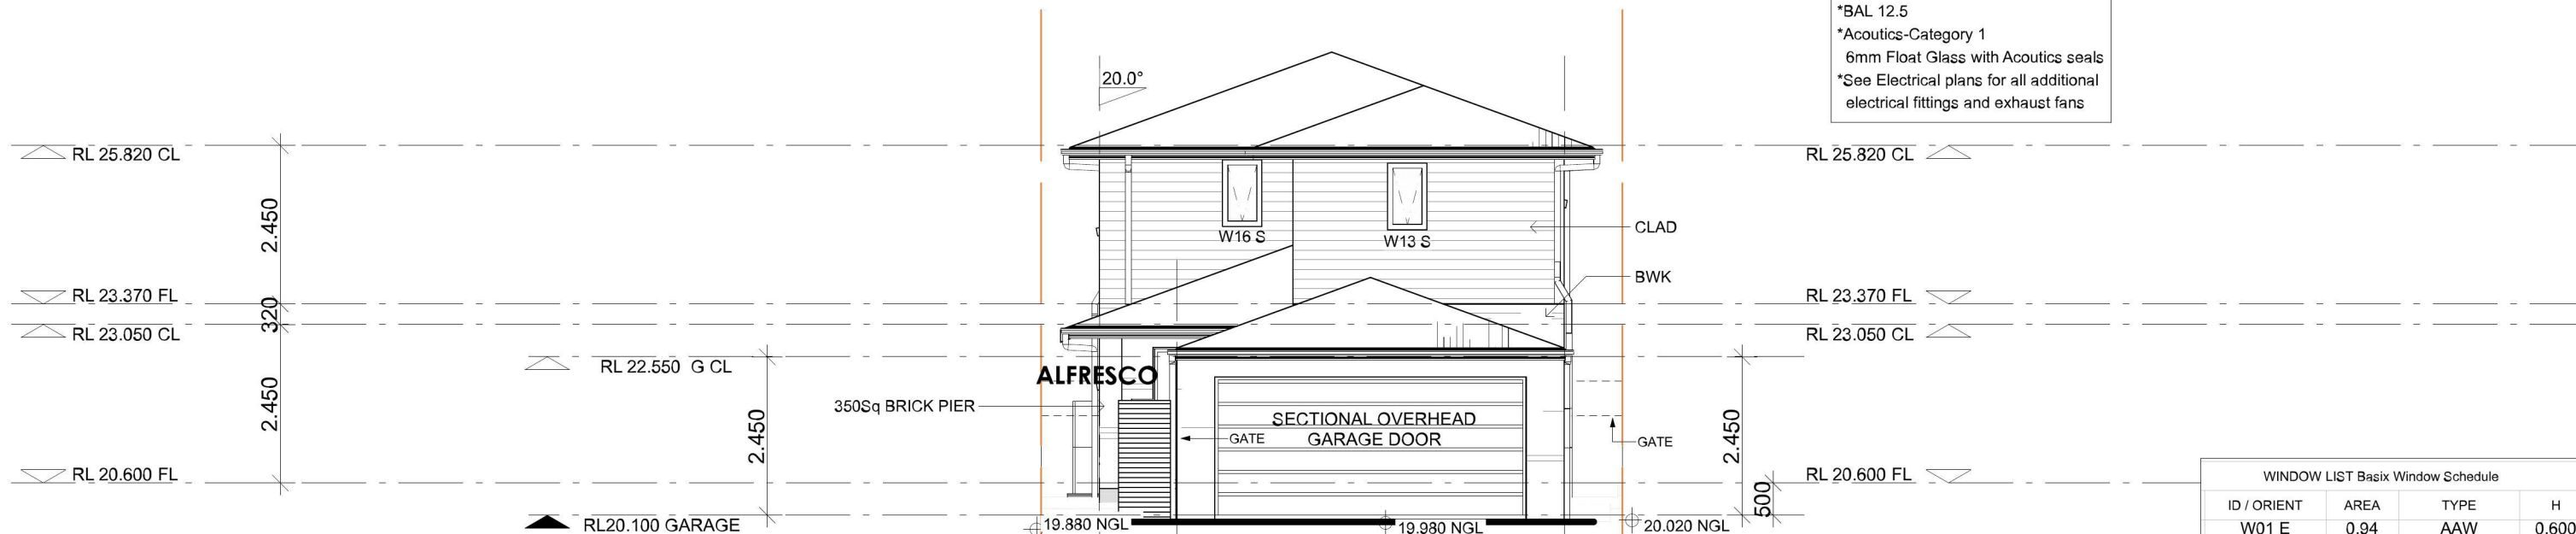 *BAL 12.5
*Acoutics-Category 1
6mm Float Glass with Acoutics seals
*See Electrical plans for all additional
electrical fittings and exhaust fans
20.0°
RL 25.820 CL
RL 25.820 CL
2.450
W16 S
W13 S
CLAD
BWK
RL 23.370 FL
RL 23.370 FL
320
RL 23.050 CL
RL 23.050 CL
RL 22.550 G CL
ALFRESCO
2.450
350Sq BRICK PIER
2.450
SECTIONAL OVERHEAD
GARAGE DOOR
GATE
GATE
2.450
RL 20.600 FL
RL 20.600 FL
500
RL20.100 GARAGE
19.880 NGL
19.980 NGL
20.020 NGL
WINDOW LIST Basix Window Schedule
ID / ORIENT AREA TYPE H
W01 E 0.94 AAW 0.600